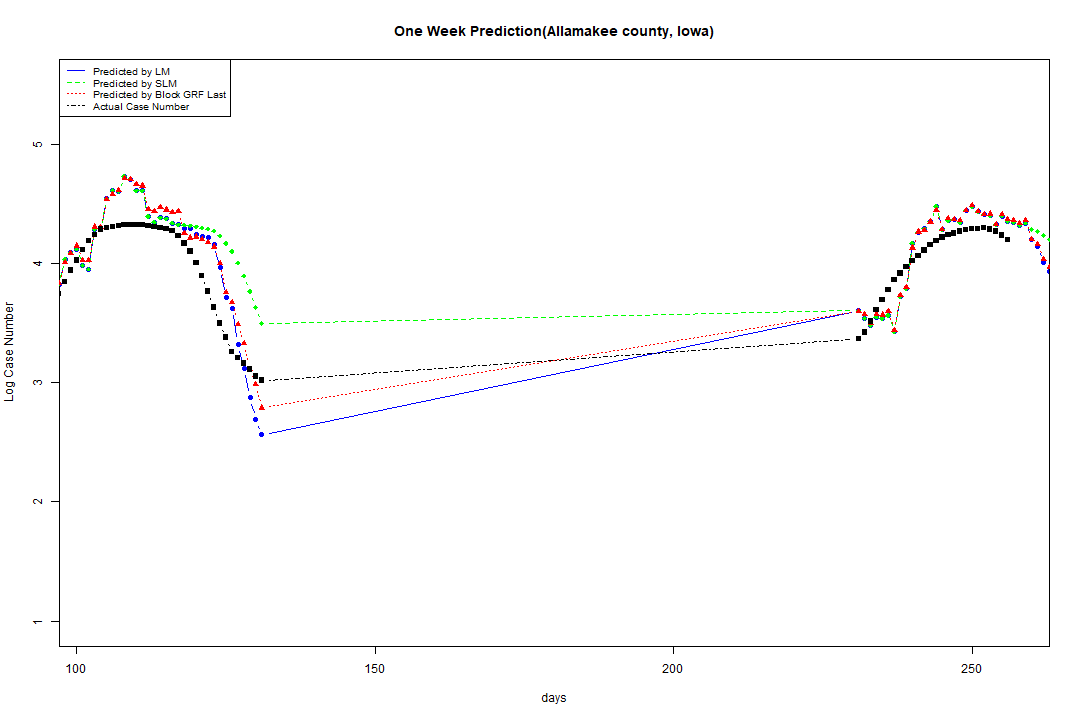 One Week Prediction(Allamakee county, Iowa)
Predicted by LM
Predicted by SLM
Predicted by Block GRF Last
Actual Case Number
5
4
3
2
1
Log Case Number
100 150 200 250
days